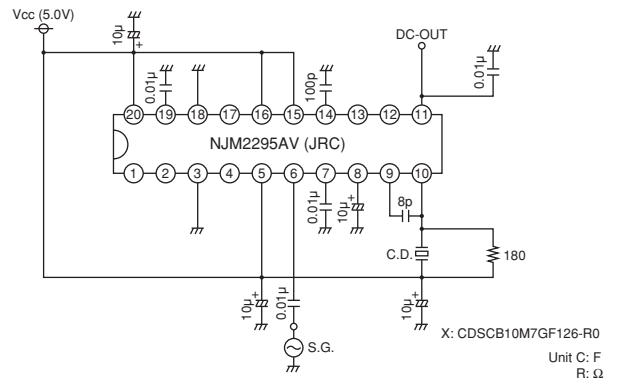 Vcc (5.0V)
10μ
+
DC-OUT
0.01μ
100p
0.01μ
20 19 18 17 16 15 14 13 12 11
NJM2295AV (JRC)
1 2 3 4 5 6 7 8 9 10
0.01μ
10μ
+
8p
C.D.
180
10μ
+
0.01μ
10μ
+
S.G.
X: CDSCB10M7GF126-R0
Unit C: F
R: Ω